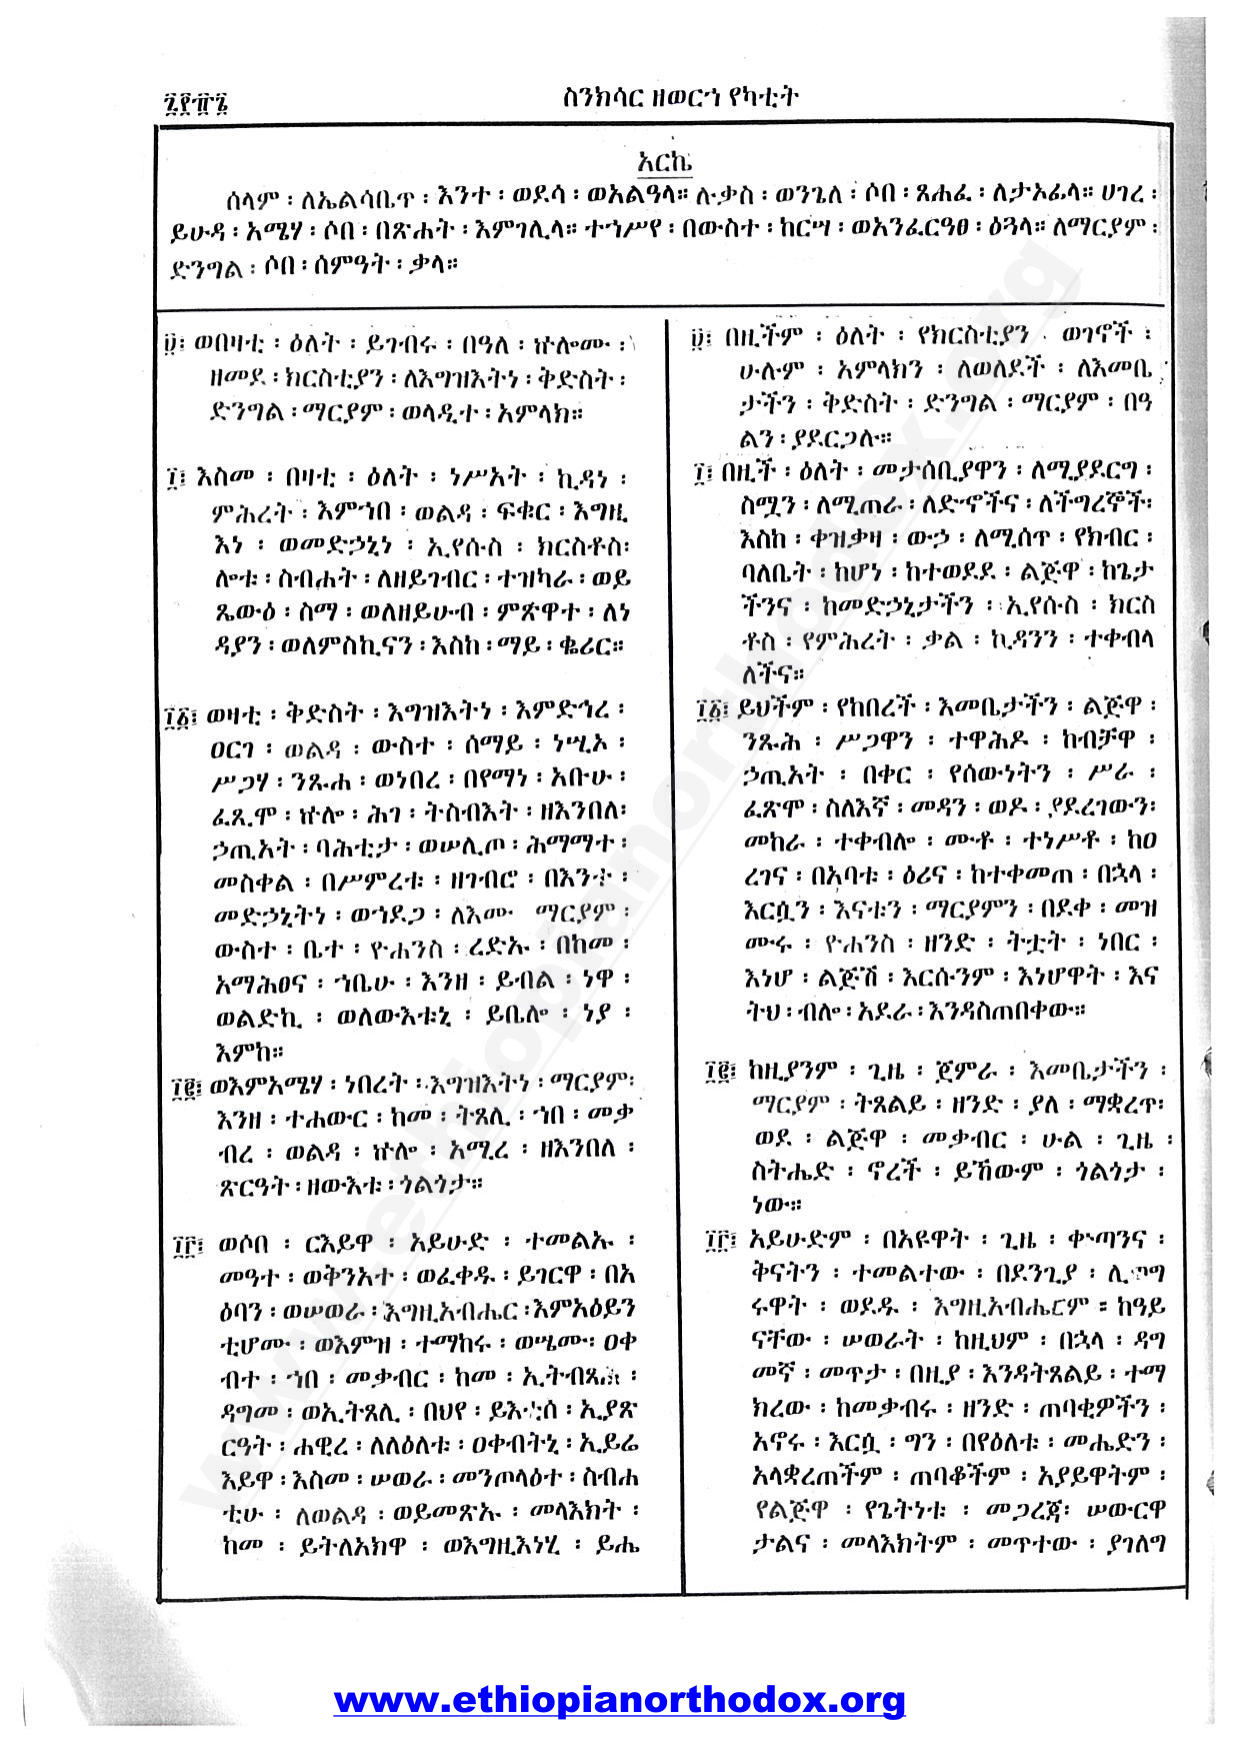 ፪፻፹፮ ስንክሳር ዘወርኀ የካቲት
አርኬ
ሰላም ፡ ለኤልሳቤጥ ፡ እንተ ፡ ወደሳ ፡ ወአልዓላ። ሉቃስ ፡ ወንጌለ ፡ ሶበ ፡ ጸሐፈ ፡ ለታኦፊላ። ሀገረ ፡
ይሁዳ ፡ አሜሃ ፡ ሶበ ፡ በጽሐት ፡ እምገሊላ። ተኀሥየ ፡ በውስተ ፡ ከርሣ ፡ ወአንፈርዓፀ ፡ ዕጓላ። ለማርያም ፡
ድንግል ፡ ሶበ ፡ ሰምዓት ፡ ቃላ።
፱፤ ወበዛቲ ፡ ዕለት ፡ ይገብሩ ፡ በዓለ ፡ ኵሎሙ ፡
ዘመደ ፡ ክርስቲያን ፡ ለእግዝእትነ ፡ ቅድስት ፡
ድንግል ፡ ማርያም ፡ ወላዲተ ፡ አምላክ።
፲፤ እስመ ፡ በዛቲ ፡ ዕለት ፡ ነሥአት ፡ ኪዳነ ፡
ምሕረት ፡ እምኀበ ፡ ወልዳ ፡ ፍቁር ፡ እግዚ
እነ ፡ ወመድኃኒነ ፡ ኢየሱስ ፡ ክርስቶስ፡
ሎቱ ፡ ስብሐት ፡ ለዘይገብር ፡ ተዝካራ ፡ ወይ
ጼውዕ ፡ ስማ ፡ ወለዘይሁብ ፡ ምጽዋተ ፡ ለነ
ዳያን ፡ ወለምስኪናን ፡ እስከ ፡ ማይ ፡ ቈሪር።
፲፩፤ ወዛቲ ፡ ቅድስት ፡ እግዝእትነ ፡ እምድኅረ ፡
ዐርገ ፡ ወልዳ ፡ ውስተ ፡ ሰማይ ፡ ነሢኦ ፡
ሥጋሃ ፡ ንጹሐ ፡ ወነበረ ፡ በየማነ ፡ አቡሁ ፡
ፈጺሞ ፡ ኵሎ ፡ ሕገ ፡ ትስብእት ፡ ዘእንበለ፡
ኃጢአት ፡ ባሕቲታ ፡ ወሠሊጦ ፡ ሕማማተ ፡
መስቀል ፡ በሥምረቱ ፡ ዘገብሮ ፡ በእንተ ፡
መድኃኒትነ ፡ ወኀደጋ ፡ ለእሙ ማርያም ፡
ውስተ ፡ ቤተ ፡ ዮሐንስ ፡ ረድኡ ፡ በከመ ፡
አማሕፀና ፡ ኀቤሁ ፡ እንዘ ፡ ይብል ፡ ነዋ ፡
ወልድኪ ፡ ወለውእቱኒ ፡ ይቤሎ ፡ ነያ ፡
እምከ።
፲፪፤ ወእምአሜሃ ፡ ነበረት ፡ እግዝእትነ ፡ ማርያም፡
እንዘ ፡ ተሐውር ፡ ከመ ፡ ትጸሊ ፡ ኀበ ፡ መቃ
ብረ ፡ ወልዳ ፡ ኵሎ ፡ አሚረ ፡ ዘእንበለ ፡
ጽርዓት ፡ ዘውእቱ ፡ ጎልጎታ።
፲፫፤ ወሶበ ፡ ርእይዋ ፡ አይሁድ ፡ ተመልኡ ፡
መዓተ ፡ ወቅንአተ ፡ ወፈቀዱ ፡ ይገርዋ ፡ በአ
ዕባን ፡ ወሠወራ ፡ እግዚአብሔር ፡ እምአዕይን
ቲሆሙ ፡ ወእምዝ ፡ ተማከሩ ፡ ወሤሙ፡ ዐቀ
ብተ ፡ ኀበ ፡ መቃብር ፡ ከመ ፡ ኢትብጻሕ ፡
ዳግመ ፡ ወኢትጸሊ ፡ በህየ ፡ ይእቲሰ ፡ ኢያጽ
ርዓት ፡ ሐዊረ ፡ ለለዕለቱ ፡ ዐቀብትኒ ፡ ኢይሬ
እይዋ ፡ እስመ ፡ ሠወራ ፡ መንጦላዕተ ፡ ስብሐ
ቲሁ ፡ ለወልዳ ፡ ወይመጽኡ ፡ መላእክት ፡
ከመ ፡ ይትለአክዋ ፡ ወእግዚእነሂ ፡ ይሔ
፱፤ በዚችም ፡ ዕለት ፡ የክርስቲያን ወገኖች ፡
ሁሉም ፡ አምላክን ፡ ለወለደች ፡ ለእመቤ
ታችን ፡ ቅድስት ፡ ድንግል ፡ ማርያም ፡ በዓ
ልን ፡ ያደርጋሉ።
፲፤ በዚች ፡ ዕለት ፡ መታሰቢያዋን ፡ ለሚያደርግ ፡
ስሟን ፡ ለሚጠራ ፡ ለድኆችና ፡ ለችግረኞች፡
እስከ ፡ ቀዝቃዛ ፡ ውኃ ፡ ለሚሰጥ ፡ የክብር ፡
ባለቤት ፡ ከሆነ ፡ ከተወደደ ፡ ልጅዋ ፡ ከጌታ
ችንና ፡ ከመድኃኒታችን ፡ ኢየሱስ ፡ ክርስ
ቶስ ፡ የምሕረት ፡ ቃል ፡ ኪዳንን ፡ ተቀብላ
ለችና።
፲፩፤ ይህችም ፡ የከበረች ፡ እመቤታችን ፡ ልጅዋ ፡
ንጹሕ ፡ ሥጋዋን ፡ ተዋሕዶ ፡ ከብቻዋ ፡
ኃጢአት ፡ በቀር ፡ የሰውነትን ፡ ሥራ ፡
ፈጽሞ ፡ ስለእኛ ፡ መዳን ፡ ወዶ ፡ ያደረገውን፡
መከራ ፡ ተቀብሎ ፡ ሙቶ ፡ ተነሥቶ ፡ ከዐ
ረገና ፡ በአባቱ ፡ ዕሪና ፡ ከተቀመጠ ፡ በኋላ ፡
እርሷን ፡ እናቱን ፡ ማርያምን ፡ በደቀ ፡ መዝ
ሙሩ ፡ ዮሐንስ ፡ ዘንድ ፡ ትቷት ፡ ነበር ፡
እነሆ ፡ ልጅሽ ፡ እርሱንም ፡ እነሆዋት ፡ እና
ትህ ፡ ብሎ ፡ አደራ ፡ እንዳስጠበቀው።
፲፪፤ ከዚያንም ፡ ጊዜ ፡ ጀምራ ፡ እመቤታችን ፡
ማርያም ፡ ትጸልይ ፡ ዘንድ ፡ ያለ ፡ ማቋረጥ፡
ወደ ፡ ልጅዋ ፡ መቃብር ፡ ሁል ፡ ጊዜ ፡
ስትሔድ ፡ ኖረች ፡ ይኸውም ፡ ጎልጎታ ፡
ነው።
፲፫፤ አይሁድም ፡ በአዩዋት ፡ ጊዜ ፡ ቍጣንና ፡
ቅናትን ፡ ተመልተው ፡ በደንጊያ ፡ ሊወግ
ሩዋት ፡ ወደዱ ፡ እግዚአብሔርም ፡ ከዓይ
ናቸው ፡ ሠወራት ፡ ከዚህም ፡ በኋላ ፡ ዳግ
መኛ ፡ መጥታ ፡ በዚያ ፡ እንዳትጸልይ ፡ ተማ
ክረው ፡ ከመቃብሩ ፡ ዘንድ ፡ ጠባቂዎችን ፡
አኖሩ ፡ እርሷ ፡ ግን ፡ በየዕለቱ ፡ መሔድን ፡
አላቋረጠችም ፡ ጠባቆችም ፡ አያይዋትም ፡
የልጅዋ ፡ የጌትነቱ ፡ መጋረጃ፡ ሠውርዋ
ታልና ፡ መላእክትም ፡ መጥተው ፡ ያገለግ
www.ethiopianorthodox.org
www.ethiopianorthodox.org